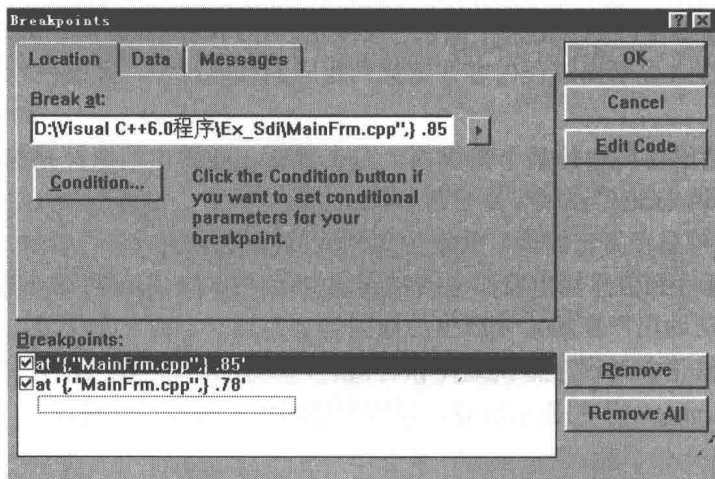 Breakpoints
Location Data Messages
Break at:
D:\Visual C++6.0程序\Ex_Sdi\MainFrm.cpp",} .85
Condition...
Click the Condition button if
you want to set conditional
parameters for your
breakpoint.
OK
Cancel
Edit Code
Breakpoints:
at '{,"MainFrm.cpp",} .85'
at '{,"MainFrm.cpp",} .78'
Remove
Remove All